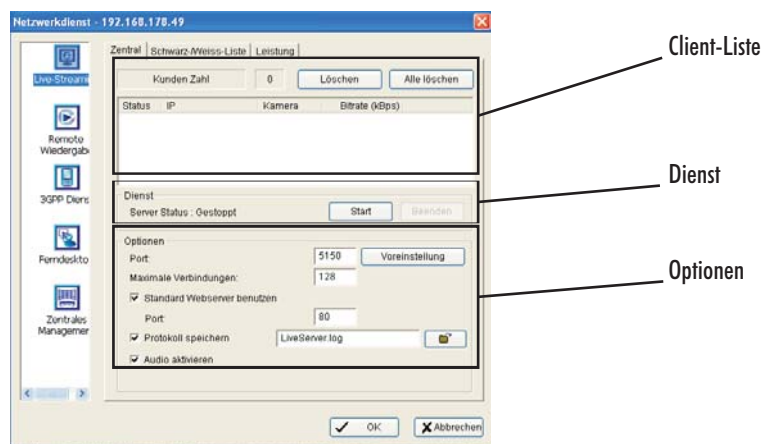 Netzwerkdienst - 192.168.178.49
Live-Streami
Remote
Wiedergabe
3GPP Diens
Ferndeskto
Zentrales
Managemer
Zentral Schwarz-/Weiss-Liste Leistung
Kunden Zahl 0 Löschen Alle löschen
Status IP Kamera Bitrate (kBps)
Client-Liste
Dienst
Server Status : Gestoppt Start Beenden
Dienst
Optionen
Port: 5150 Voreinstellung
Maximale Verbindungen: 128
Standard Webserver benutzen
Port: 80
Protokoll speichern LiveServer.log
Audio aktivieren
Optionen
OK Abbrechen